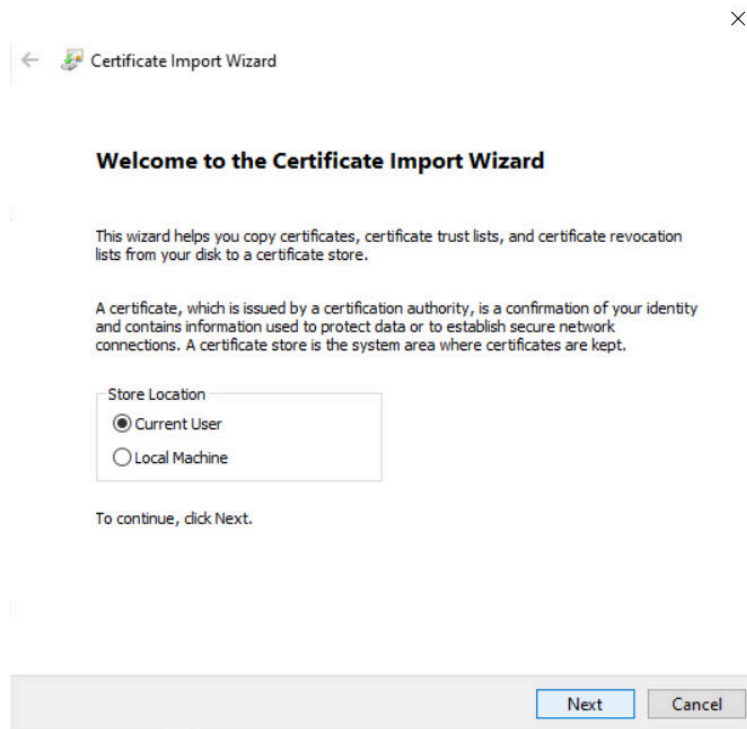 Certificate Import Wizard
Welcome to the Certificate Import Wizard
This wizard helps you copy certificates, certificate trust lists, and certificate revocation
lists from your disk to a certificate store.
A certificate, which is issued by a certification authority, is a confirmation of your identity
and contains information used to protect data or to establish secure network
connections. A certificate store is the system area where certificates are kept.
Store Location
Current User
Local Machine
To continue, click Next.
Next
Cancel